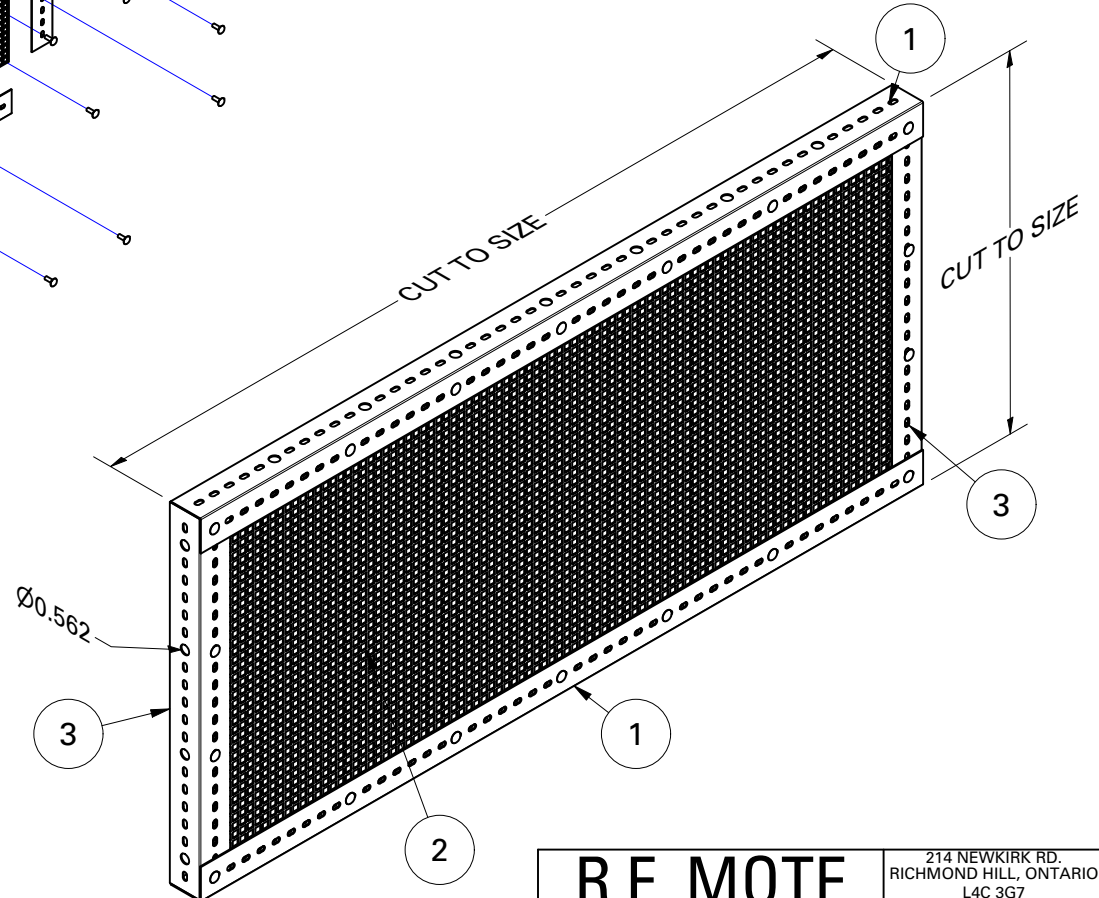 1
CUT TO SIZE
CUT TO SIZE
3
Ø0.562
3
1
2
R.F. MOTE
214 NEWKIRK RD.
RICHMOND HILL, ONTARIO
L4C 3G7